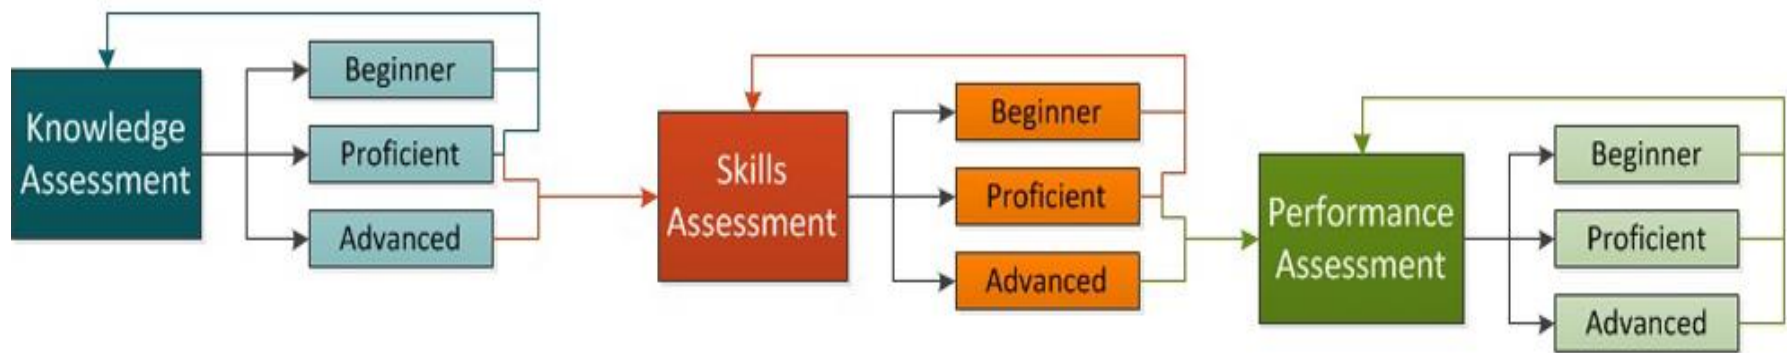 Knowledge
Assessment
Beginner
Proficient
Advanced
Skills
Assessment
Beginner
Proficient
Advanced
Performance
Assessment
Beginner
Proficient
Advanced